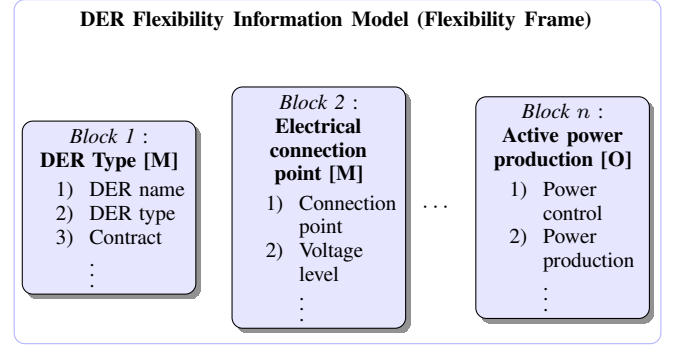 DER Flexibility Information Model (Flexibility Frame)
Block 1 :
DER Type [M]
1) DER name
2) DER type
3) Contract
⋮
Block 2 :
Electrical
connection
point [M]
1) Connection
point
2) Voltage
level
⋮
. . .
Block n :
Active power
production [O]
1) Power
control
2) Power
production
⋮